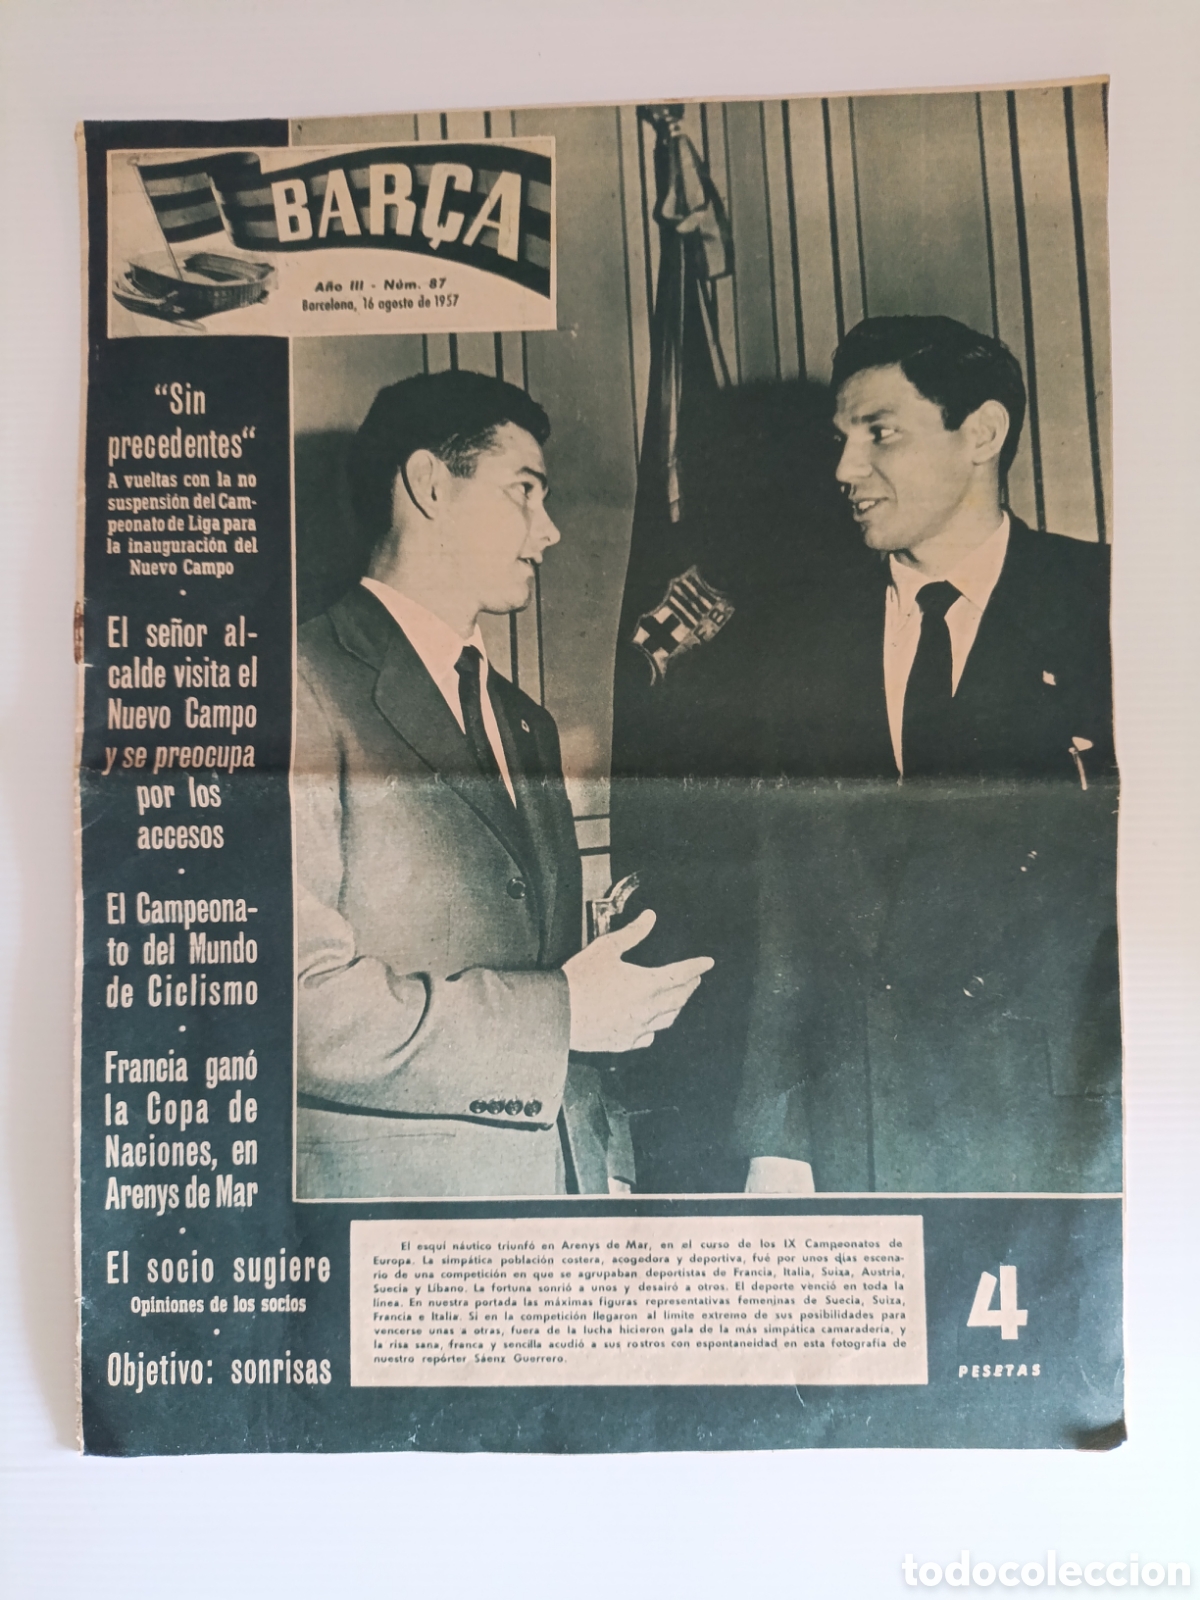 BARÇA
Año III - Núm. 87
Barcelona, 16 agosto de 1957
"Sin
precedentes"
A vueltas con la no
suspensión del Cam-
peonato de Liga para
la inauguración del
Nuevo Campo
El señor al-
calde visita el
Nuevo Campo
y se preocupa
por los
accesos
El Campeona-
to del Mundo
de Ciclismo
Francia ganó
la Copa de
Naciones, en
Arenys de Mar
El socio sugiere
Opiniones de los socios
Objetivo: sonrisas
El esquí náutico triunfó en Arenys de Mar, en el curso de los IX Campeonatos de
Europa. La simpática población costera, acogedora y deportiva, fué por unos días escena-
rio de una competición en que se agrupaban deportistas de Francia, Italia, Suiza, Austria,
Suecia y Líbano. La fortuna sonrió a unos y desairó a otros. El deporte venció en toda la
línea. En nuestra portada las máximas figuras representativas femeninas de Suecia, Suiza,
Francia e Italia. Si en la competición llegaron al límite extremo de sus posibilidades para
vencerse unas a otras, fuera de la lucha hicieron gala de la más simpática camaradería, y
la risa sana, franca y sencilla acudió a sus rostros con espontaneidad en esta fotografía de
nuestro repórter Sáenz Guerrero.
4
PESETAS
todocoleccion